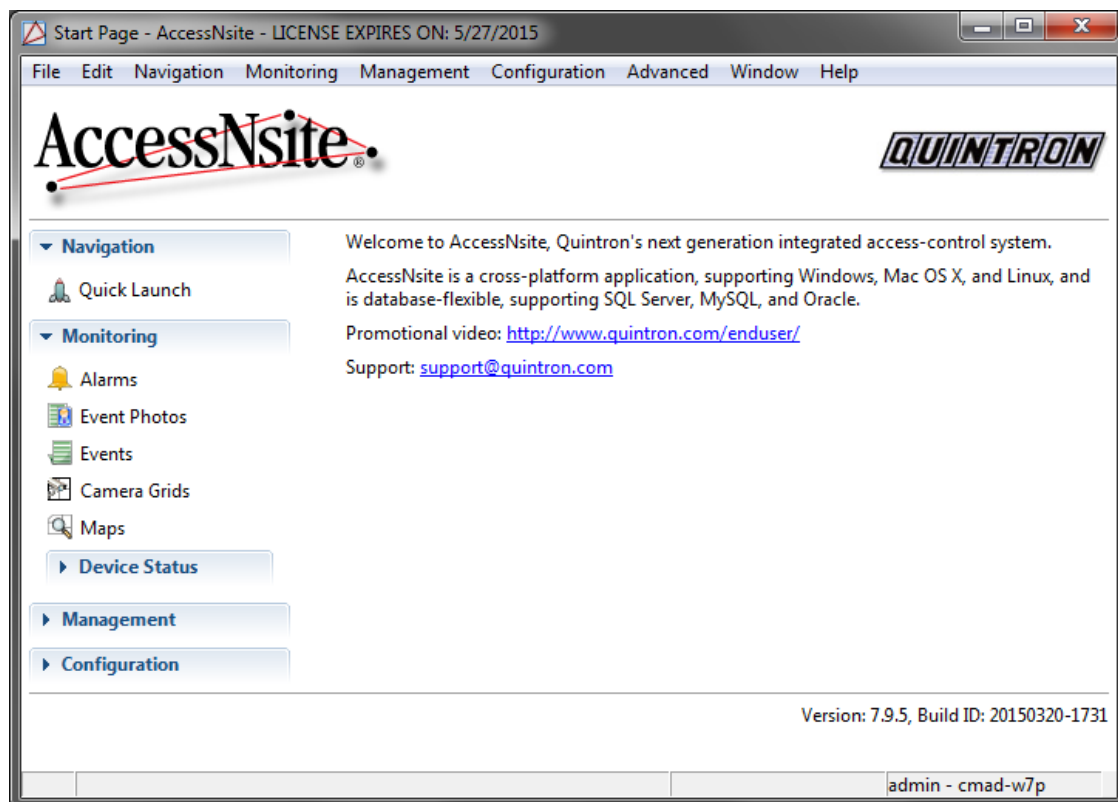 Start Page - AccessNsite - LICENSE EXPIRES ON: 5/27/2015
File Edit Navigation Monitoring Management Configuration Advanced Window Help
AccessNsite®
QUINTRON
Navigation
Quick Launch
Monitoring
Alarms
Event Photos
Events
Camera Grids
Maps
Device Status
Management
Configuration
Welcome to AccessNsite, Quintron's next generation integrated access-control system.
AccessNsite is a cross-platform application, supporting Windows, Mac OS X, and Linux, and
is database-flexible, supporting SQL Server, MySQL, and Oracle.
Promotional video: http://www.quintron.com/enduser/
Support: support@quintron.com
Version: 7.9.5, Build ID: 20150320-1731
admin - cmad-w7p